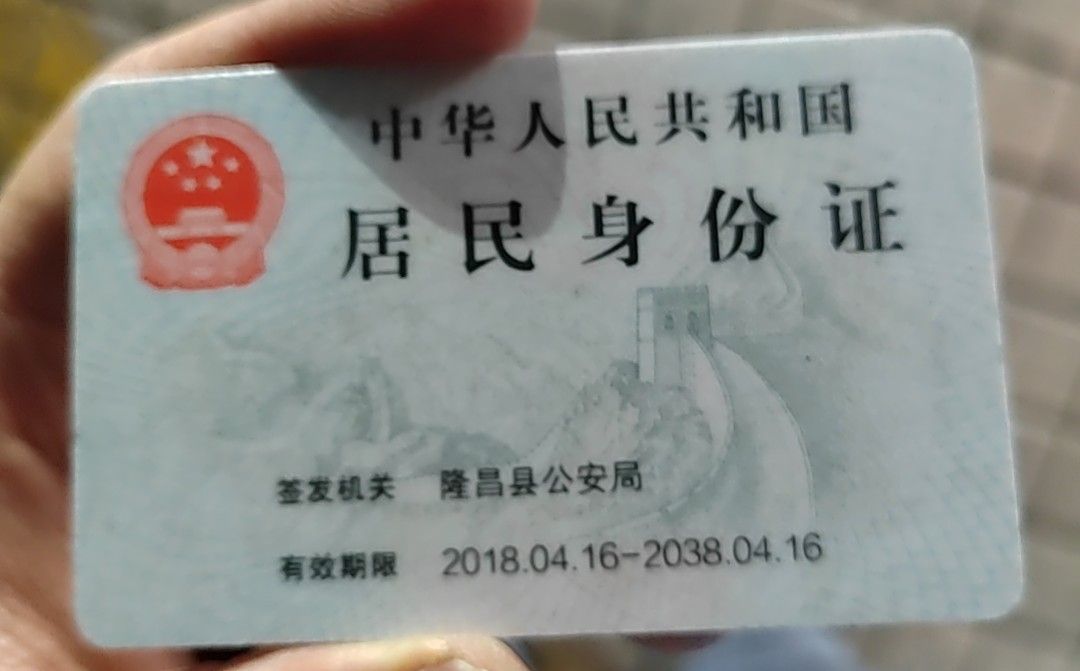 中华人民共和国
居民身份证
签发机关 隆昌县公安局
有效期限 2018.04.16-2038.04.16